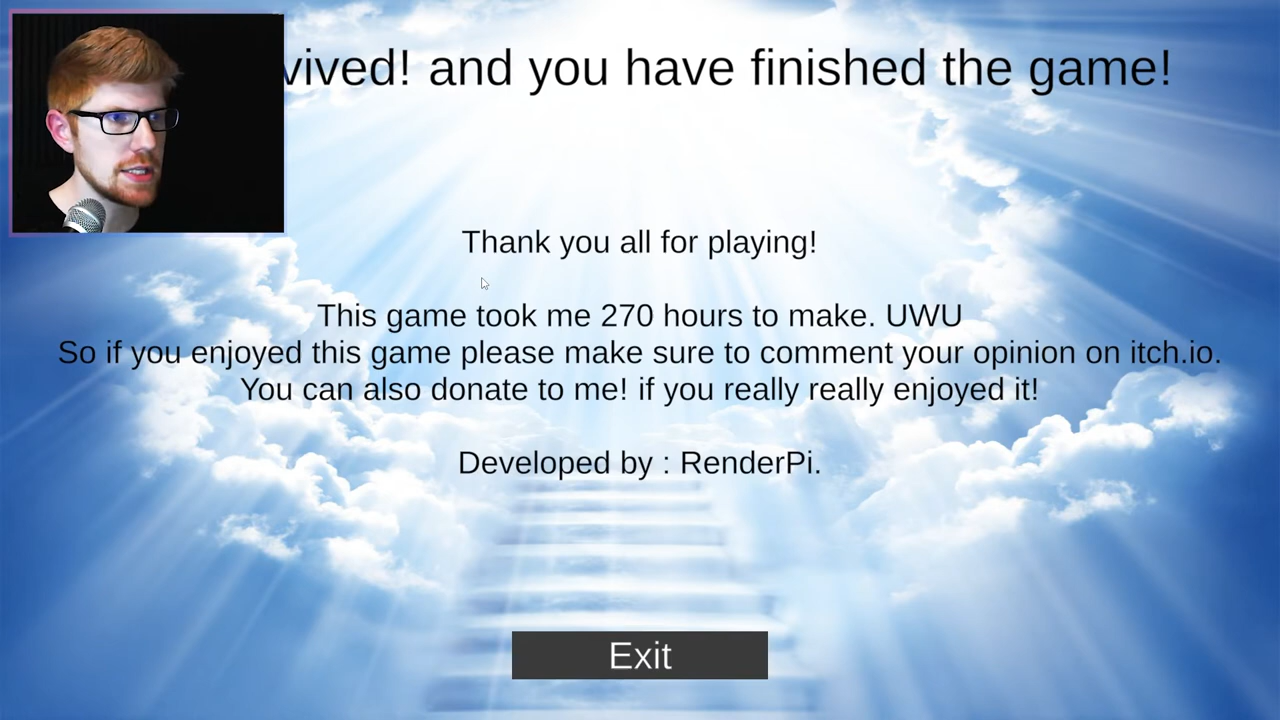 vived! and you have finished the game!
Thank you all for playing!
This game took me 270 hours to make. UWU
So if you enjoyed this game please make sure to comment your opinion on itch.io.
You can also donate to me! if you really really enjoyed it!
Developed by : RenderPi.
Exit